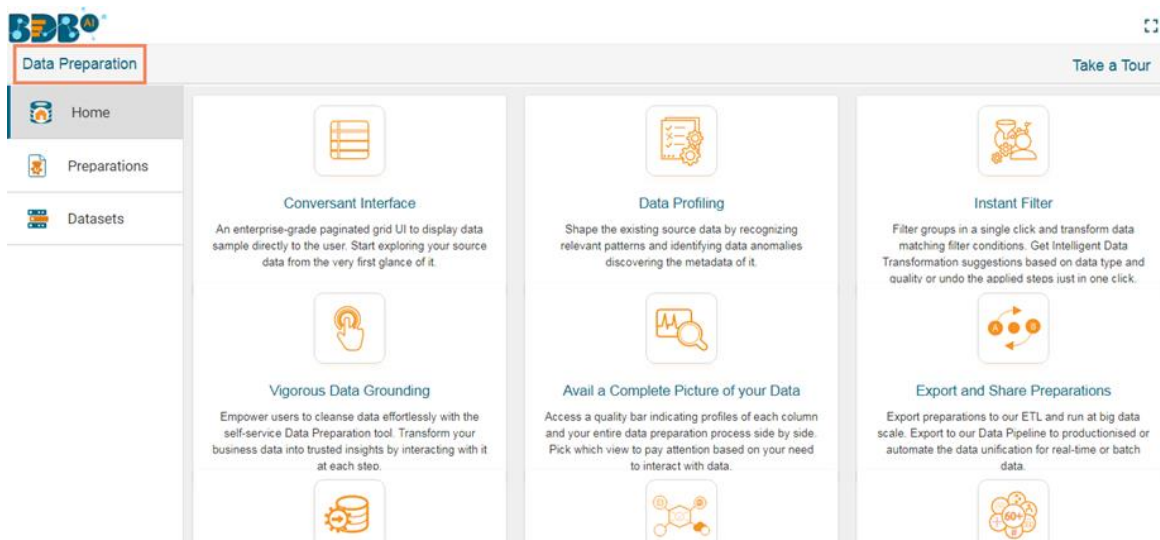 BDB AI
Data Preparation
Take a Tour
Home
Preparations
Datasets
Conversant Interface
An enterprise-grade paginated grid UI to display data
sample directly to the user. Start exploring your source
data from the very first glance of it.
Data Profiling
Shape the existing source data by recognizing
relevant patterns and identifying data anomalies
discovering the metadata of it.
Instant Filter
Filter groups in a single click and transform data
matching filter conditions. Get Intelligent Data
Transformation suggestions based on data type and
quality or undo the applied steps just in one click.
Vigorous Data Grounding
Empower users to cleanse data effortlessly with the
self-service Data Preparation tool. Transform your
business data into trusted insights by interacting with it
at each step.
Avail a Complete Picture of your Data
Access a quality bar indicating profiles of each column
and your entire data preparation process side by side.
Pick which view to pay attention based on your need
to interact with data.
A B
Export and Share Preparations
Export preparations to our ETL and run at big data
scale. Export to our Data Pipeline to productionised or
automate the data unification for real-time or batch
data.
60+